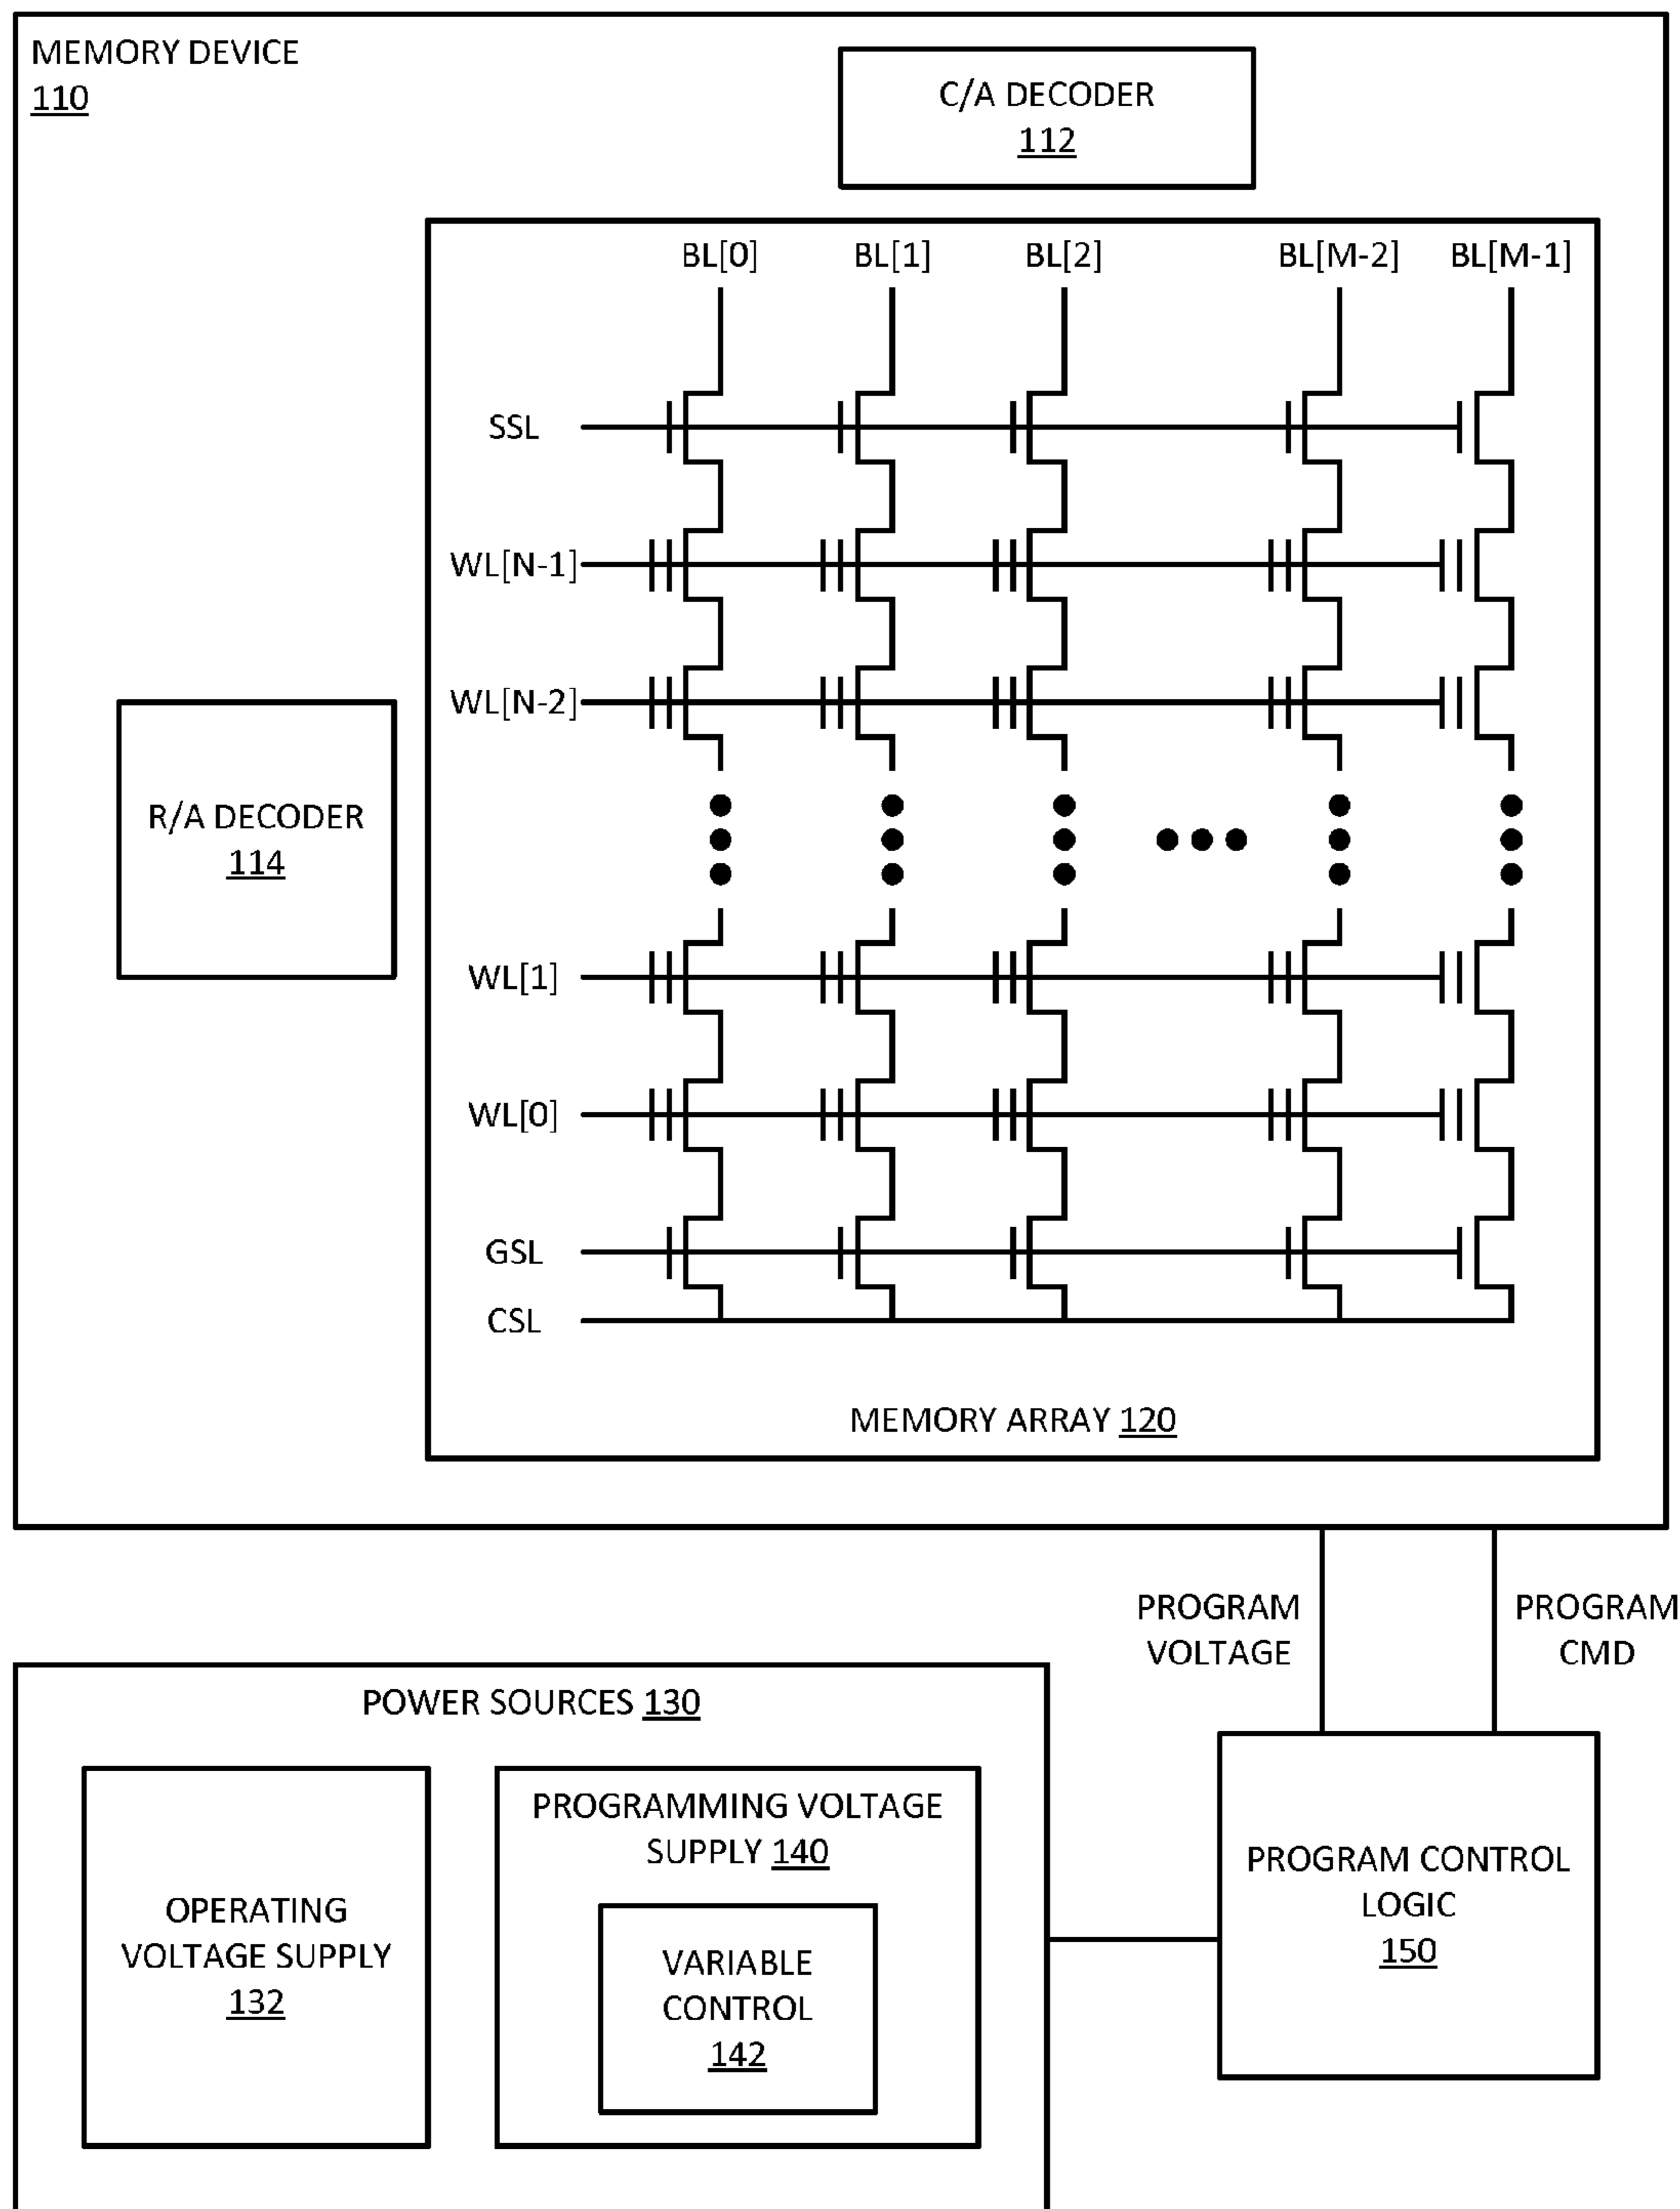 MEMORY DEVICE
110
C/A DECODER
112
BL[0] BL[1] BL[2] BL[M-2] BL[M-1]
SSL
WL[N-1]
WL[N-2]
R/A DECODER
114
WL[1]
WL[0]
GSL
CSL
MEMORY ARRAY 120
PROGRAM
VOLTAGE
PROGRAM
CMD
POWER SOURCES 130
OPERATING
VOLTAGE SUPPLY
132
PROGRAMMING VOLTAGE
SUPPLY 140
VARIABLE
CONTROL
142
PROGRAM CONTROL
LOGIC
150